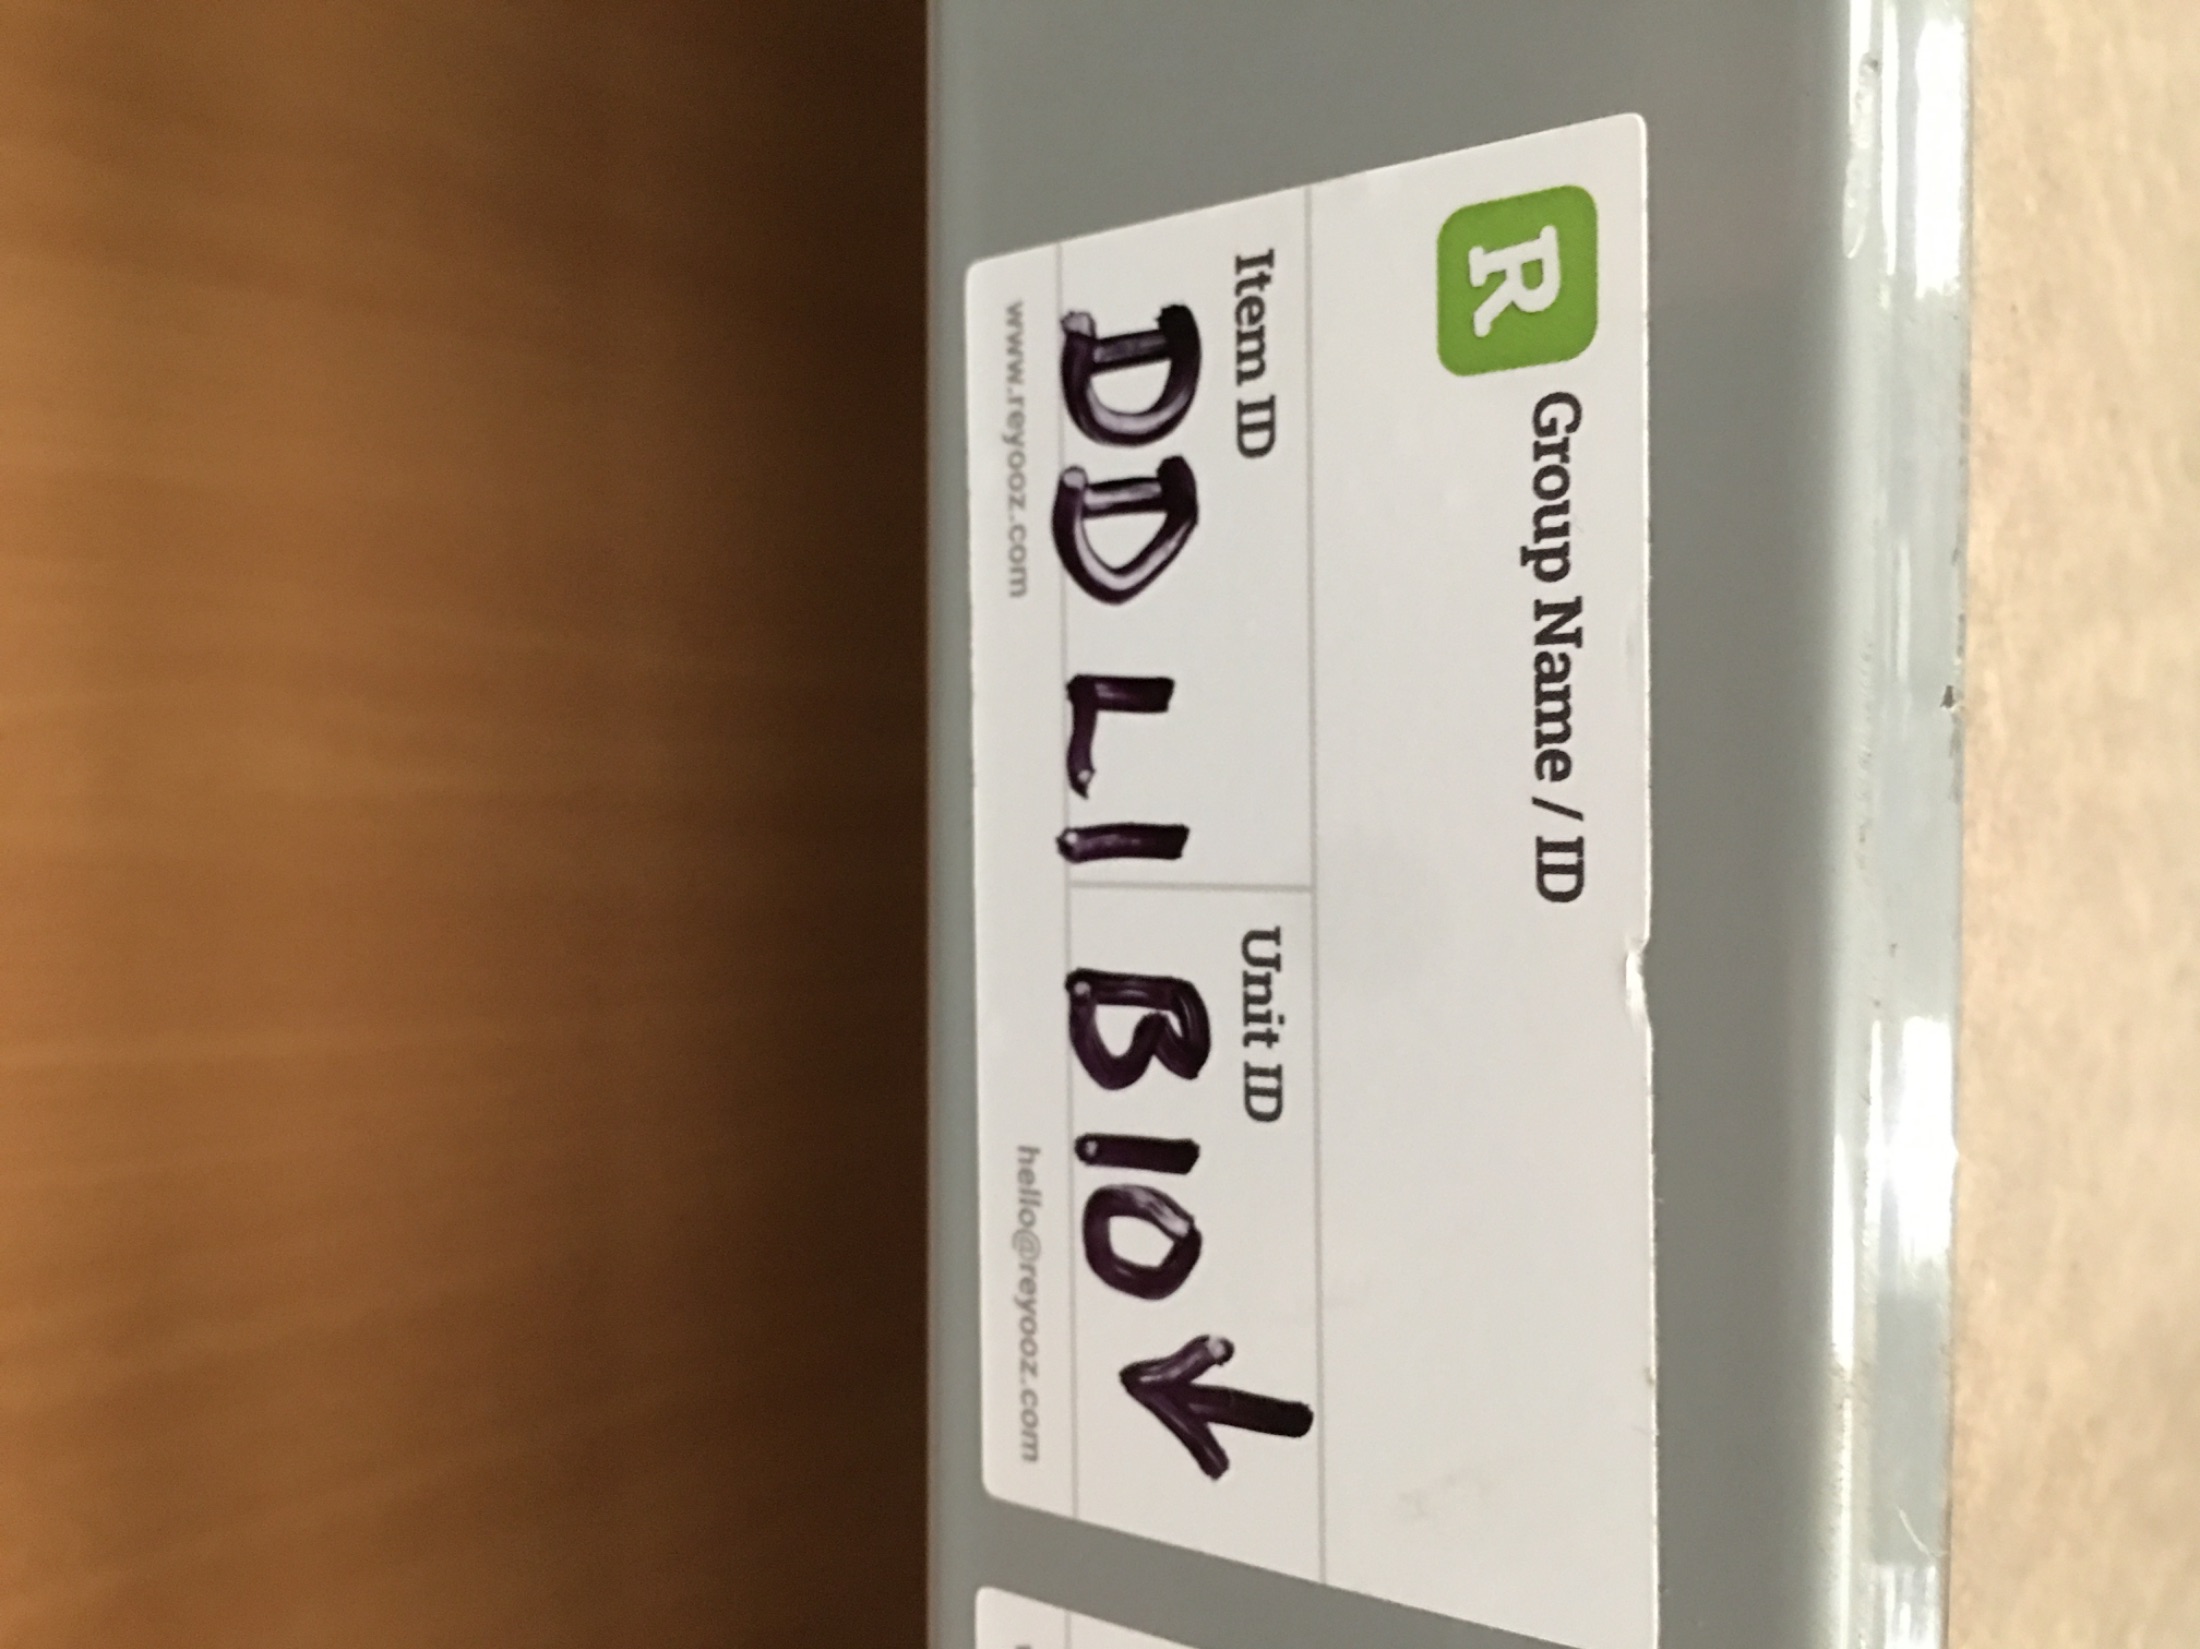 R Group Name / ID
Item ID
Unit ID
DD L1
B10 ↓
www.reyooz.com
hello@reyooz.com